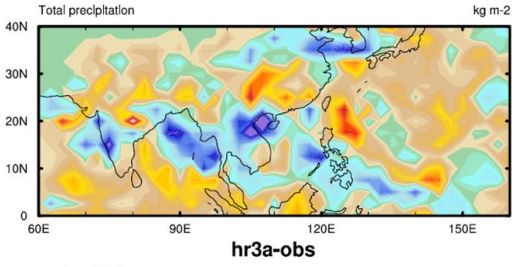 Total precipitation kg m-2
40N
30N
20N
10N
0
60E 90E 120E 150E
hr3a-obs